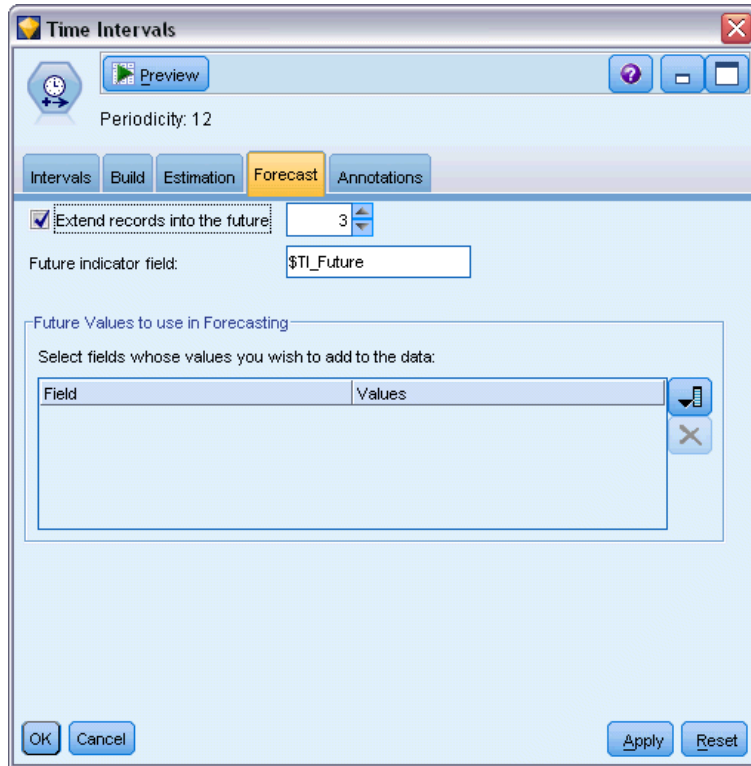 Time Intervals
Preview
Periodicity: 12
Intervals Build Estimation Forecast Annotations
Extend records into the future 3
Future indicator field: $TI_Future
Future Values to use in Forecasting
Select fields whose values you wish to add to the data:
Field Values
OK Cancel Apply Reset